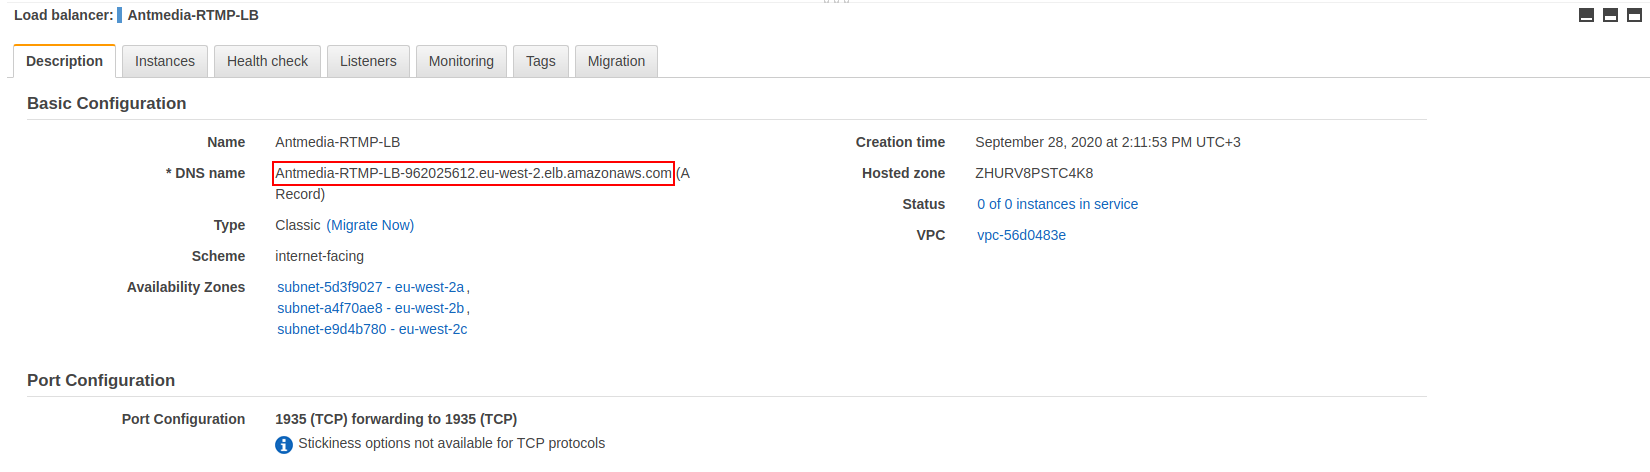 Load balancer: Antmedia-RTMP-LB
Description Instances Health check Listeners Monitoring Tags Migration
Basic Configuration
Name Antmedia-RTMP-LB
* DNS name Antmedia-RTMP-LB-962025612.eu-west-2.elb.amazonaws.com (A
Record)
Type Classic (Migrate Now)
Scheme internet-facing
Availability Zones subnet-5d3f9027 - eu-west-2a,
subnet-a4f70ae8 - eu-west-2b,
subnet-e9d4b780 - eu-west-2c
Creation time September 28, 2020 at 2:11:53 PM UTC+3
Hosted zone ZHURV8PSTC4K8
Status 0 of 0 instances in service
VPC vpc-56d0483e
Port Configuration
Port Configuration 1935 (TCP) forwarding to 1935 (TCP)
Stickiness options not available for TCP protocols